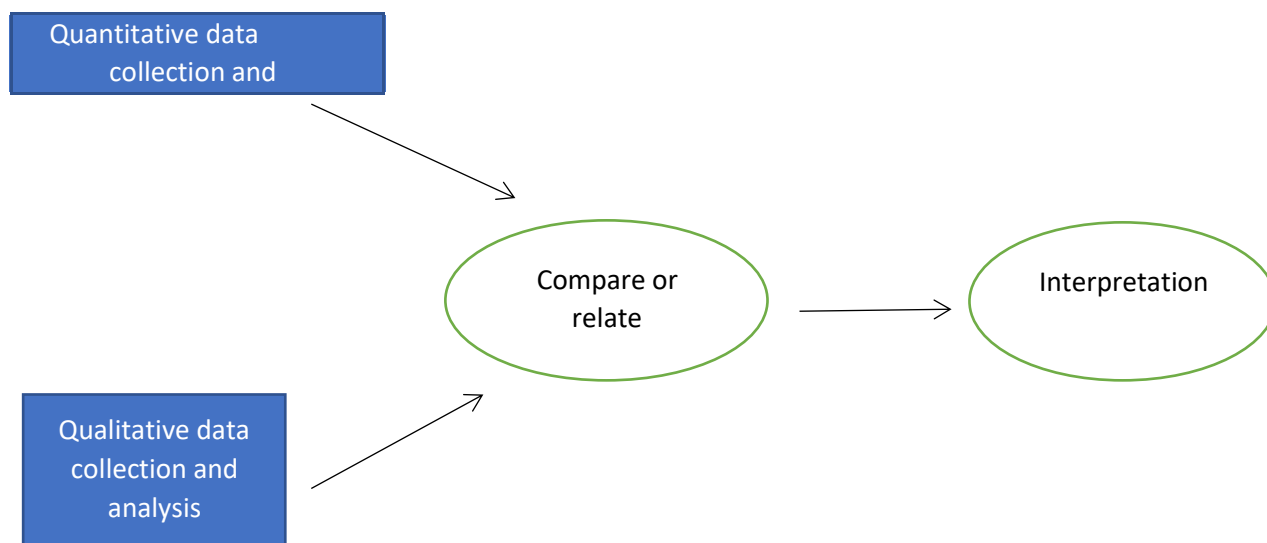 Quantitative data
collection and
Compare or
relate
Interpretation
Qualitative data
collection and
analysis